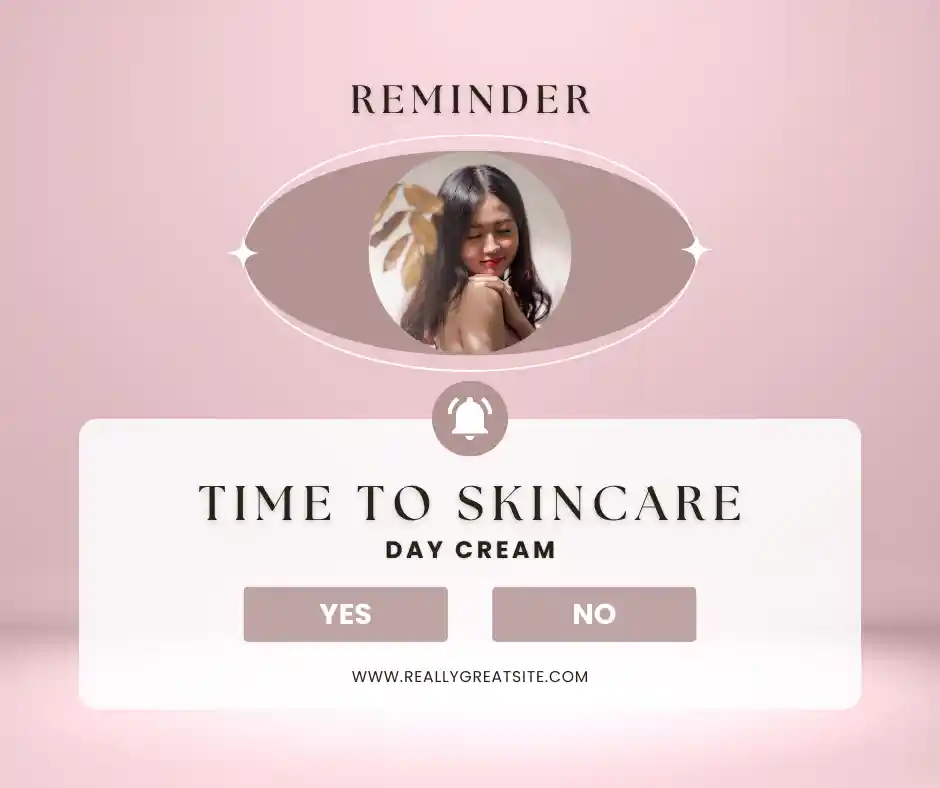 REMINDER
TIME TO SKINCARE
DAY CREAM
YES NO
WWW.REALLYGREATSITE.COM